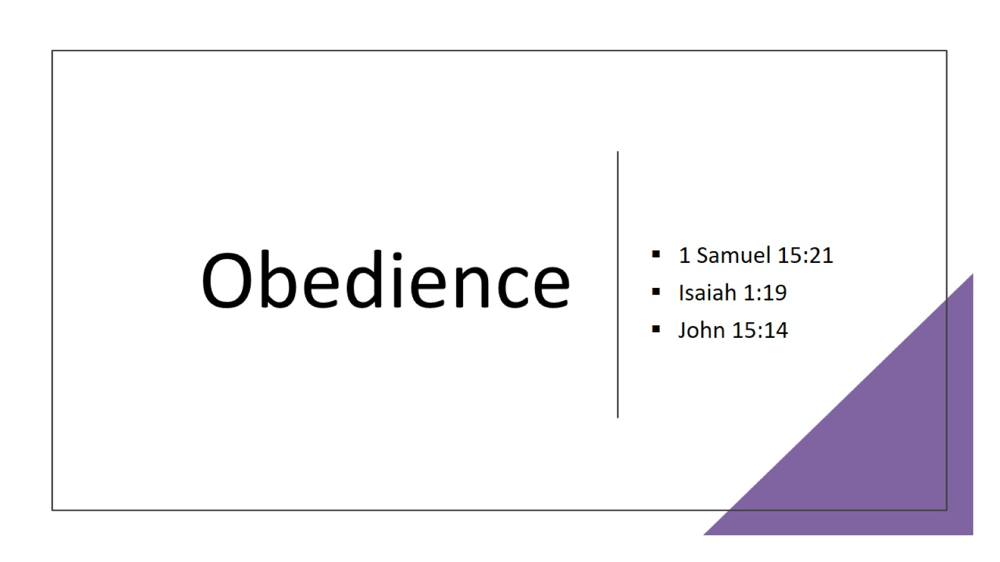 Obedience
▪ 1 Samuel 15:21
▪ Isaiah 1:19
▪ John 15:14